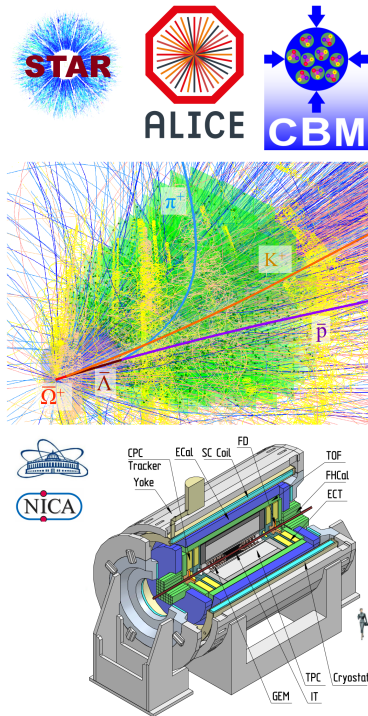 STAR
ALICE
CBM
π⁺
K⁺
p̄
Λ̄
Ω̄⁺
NICA
CPC
Tracker
Yoke
ECal
SC Coil
FD
TOF
FHCal
ECT
TPC
Cryostat
GEM
IT